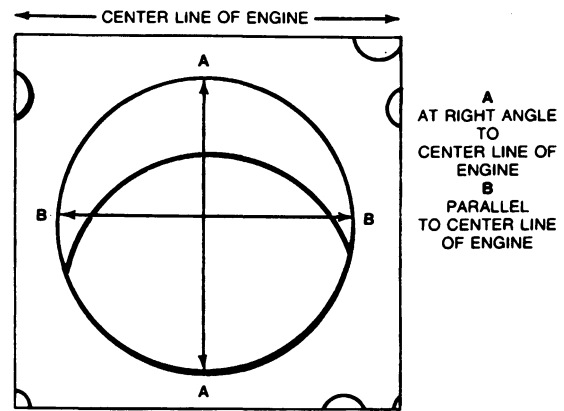 CENTER LINE OF ENGINE
A
B
B
A
A
AT RIGHT ANGLE
TO
CENTER LINE OF
ENGINE
B
PARALLEL
TO CENTER LINE
OF ENGINE